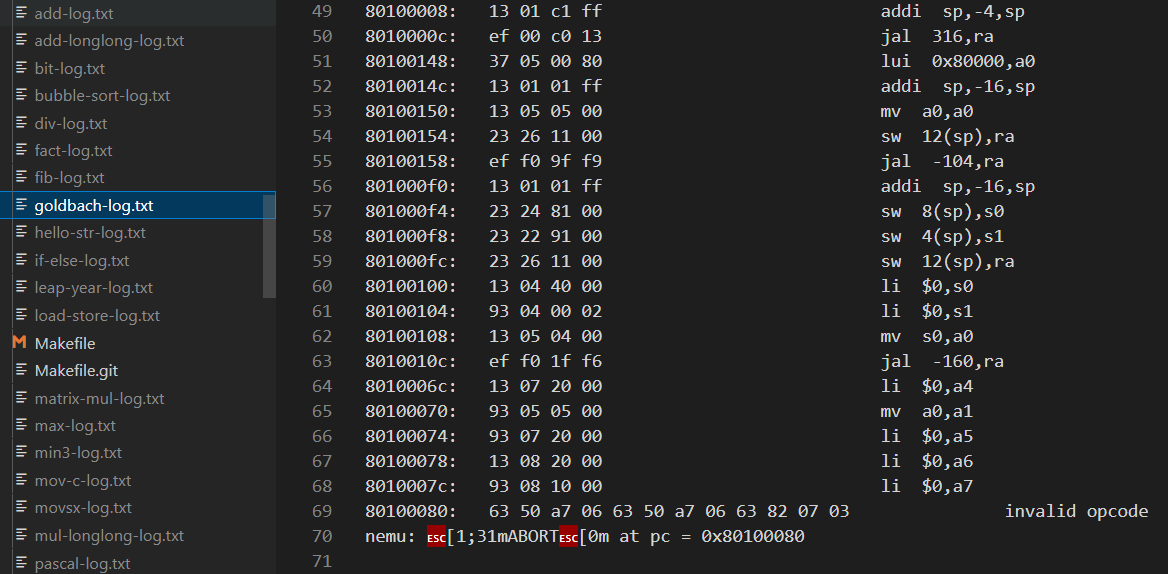 add-log.txt
add-longlong-log.txt
bit-log.txt
bubble-sort-log.txt
div-log.txt
fact-log.txt
fib-log.txt
goldbach-log.txt
hello-str-log.txt
if-else-log.txt
leap-year-log.txt
load-store-log.txt
M Makefile
Makefile.git
matrix-mul-log.txt
max-log.txt
min3-log.txt
mov-c-log.txt
movsx-log.txt
mul-longlong-log.txt
pascal-log.txt
49 80100008: 13 01 c1 ff addi sp,-4,sp
50 8010000c: ef 00 c0 13 jal 316,ra
51 80100148: 37 05 00 80 lui 0x80000,a0
52 8010014c: 13 01 01 ff addi sp,-16,sp
53 80100150: 13 05 05 00 mv a0,a0
54 80100154: 23 26 11 00 sw 12(sp),ra
55 80100158: ef f0 9f f9 jal -104,ra
56 801000f0: 13 01 01 ff addi sp,-16,sp
57 801000f4: 23 24 81 00 sw 8(sp),s0
58 801000f8: 23 22 91 00 sw 4(sp),s1
59 801000fc: 23 26 11 00 sw 12(sp),ra
60 80100100: 13 04 40 00 li $0,s0
61 80100104: 93 04 00 02 li $0,s1
62 80100108: 13 05 04 00 mv s0,a0
63 8010010c: ef f0 1f f6 jal -160,ra
64 8010006c: 13 07 20 00 li $0,a4
65 80100070: 93 05 05 00 mv a0,a1
66 80100074: 93 07 20 00 li $0,a5
67 80100078: 13 08 20 00 li $0,a6
68 8010007c: 93 08 10 00 li $0,a7
69 80100080: 63 50 a7 06 63 50 a7 06 63 82 07 03 invalid opcode
70 nemu: ESC[1;31mABORTESC[0m at pc = 0x80100080
71